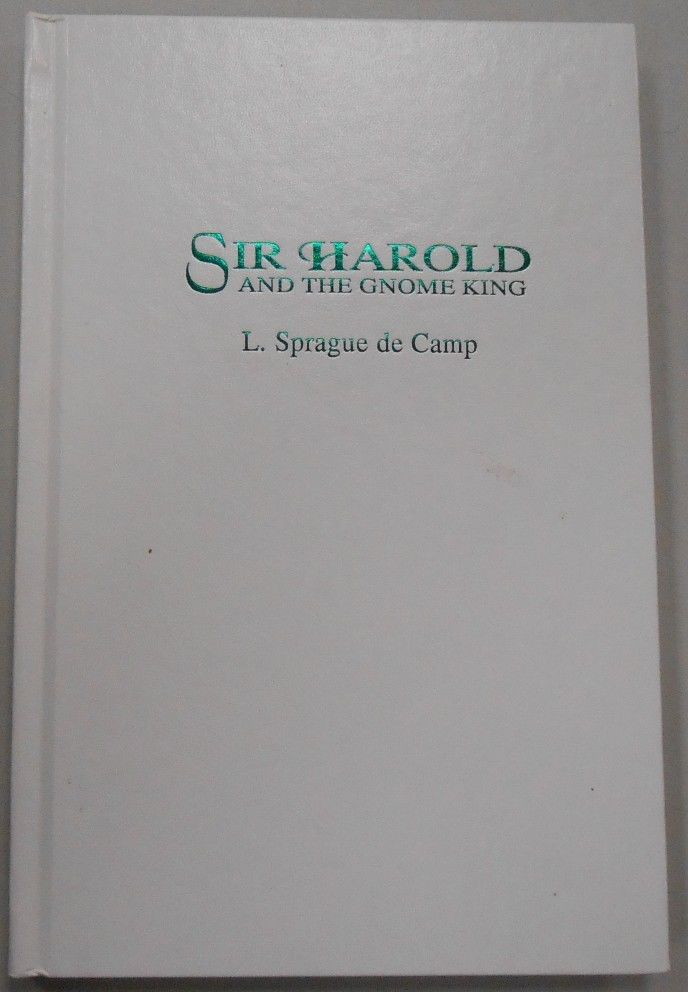 SIR HAROLD
AND THE GNOME KING
L. Sprague de Camp